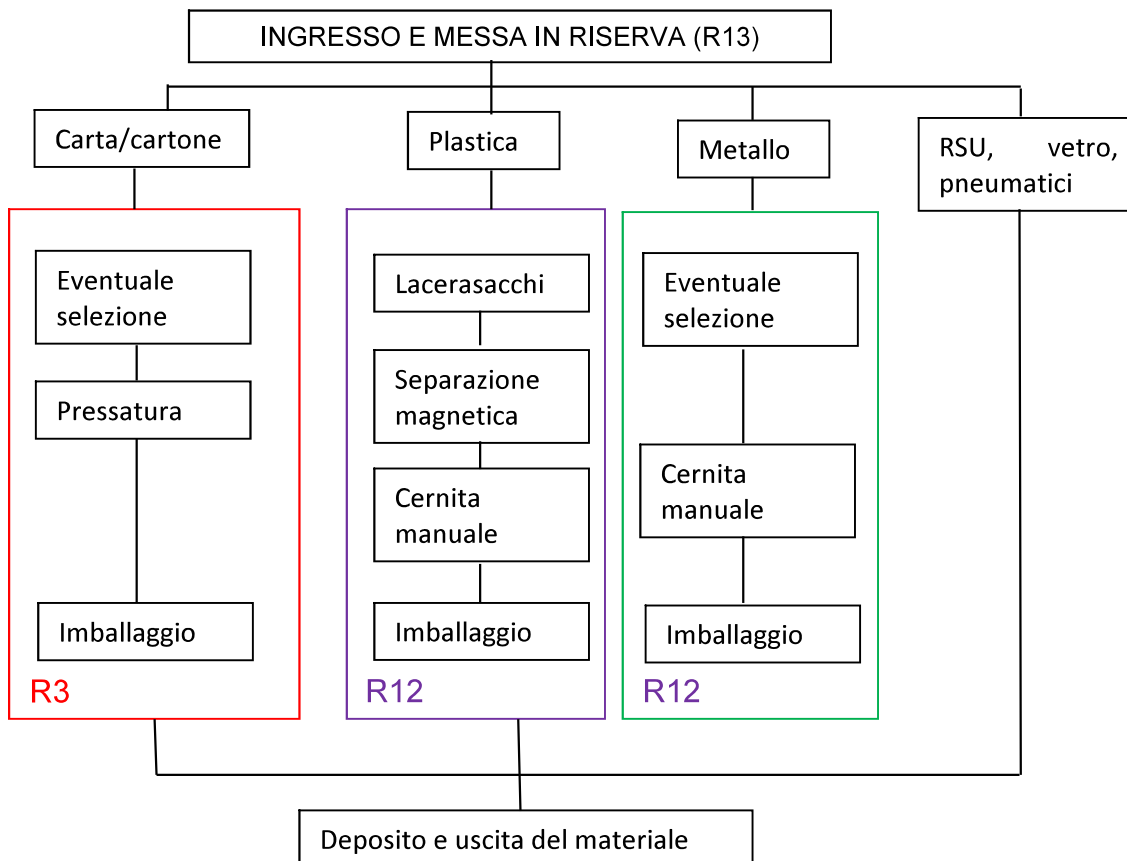 INGRESSO E MESSA IN RISERVA (R13)
Carta/cartone
Plastica
Metallo
RSU, vetro,
pneumatici
Eventuale
selezione
Pressatura
Imballaggio
R3
Lacerasacchi
Separazione
magnetica
Cernita
manuale
Imballaggio
R12
Eventuale
selezione
Cernita
manuale
Imballaggio
R12
Deposito e uscita del materiale